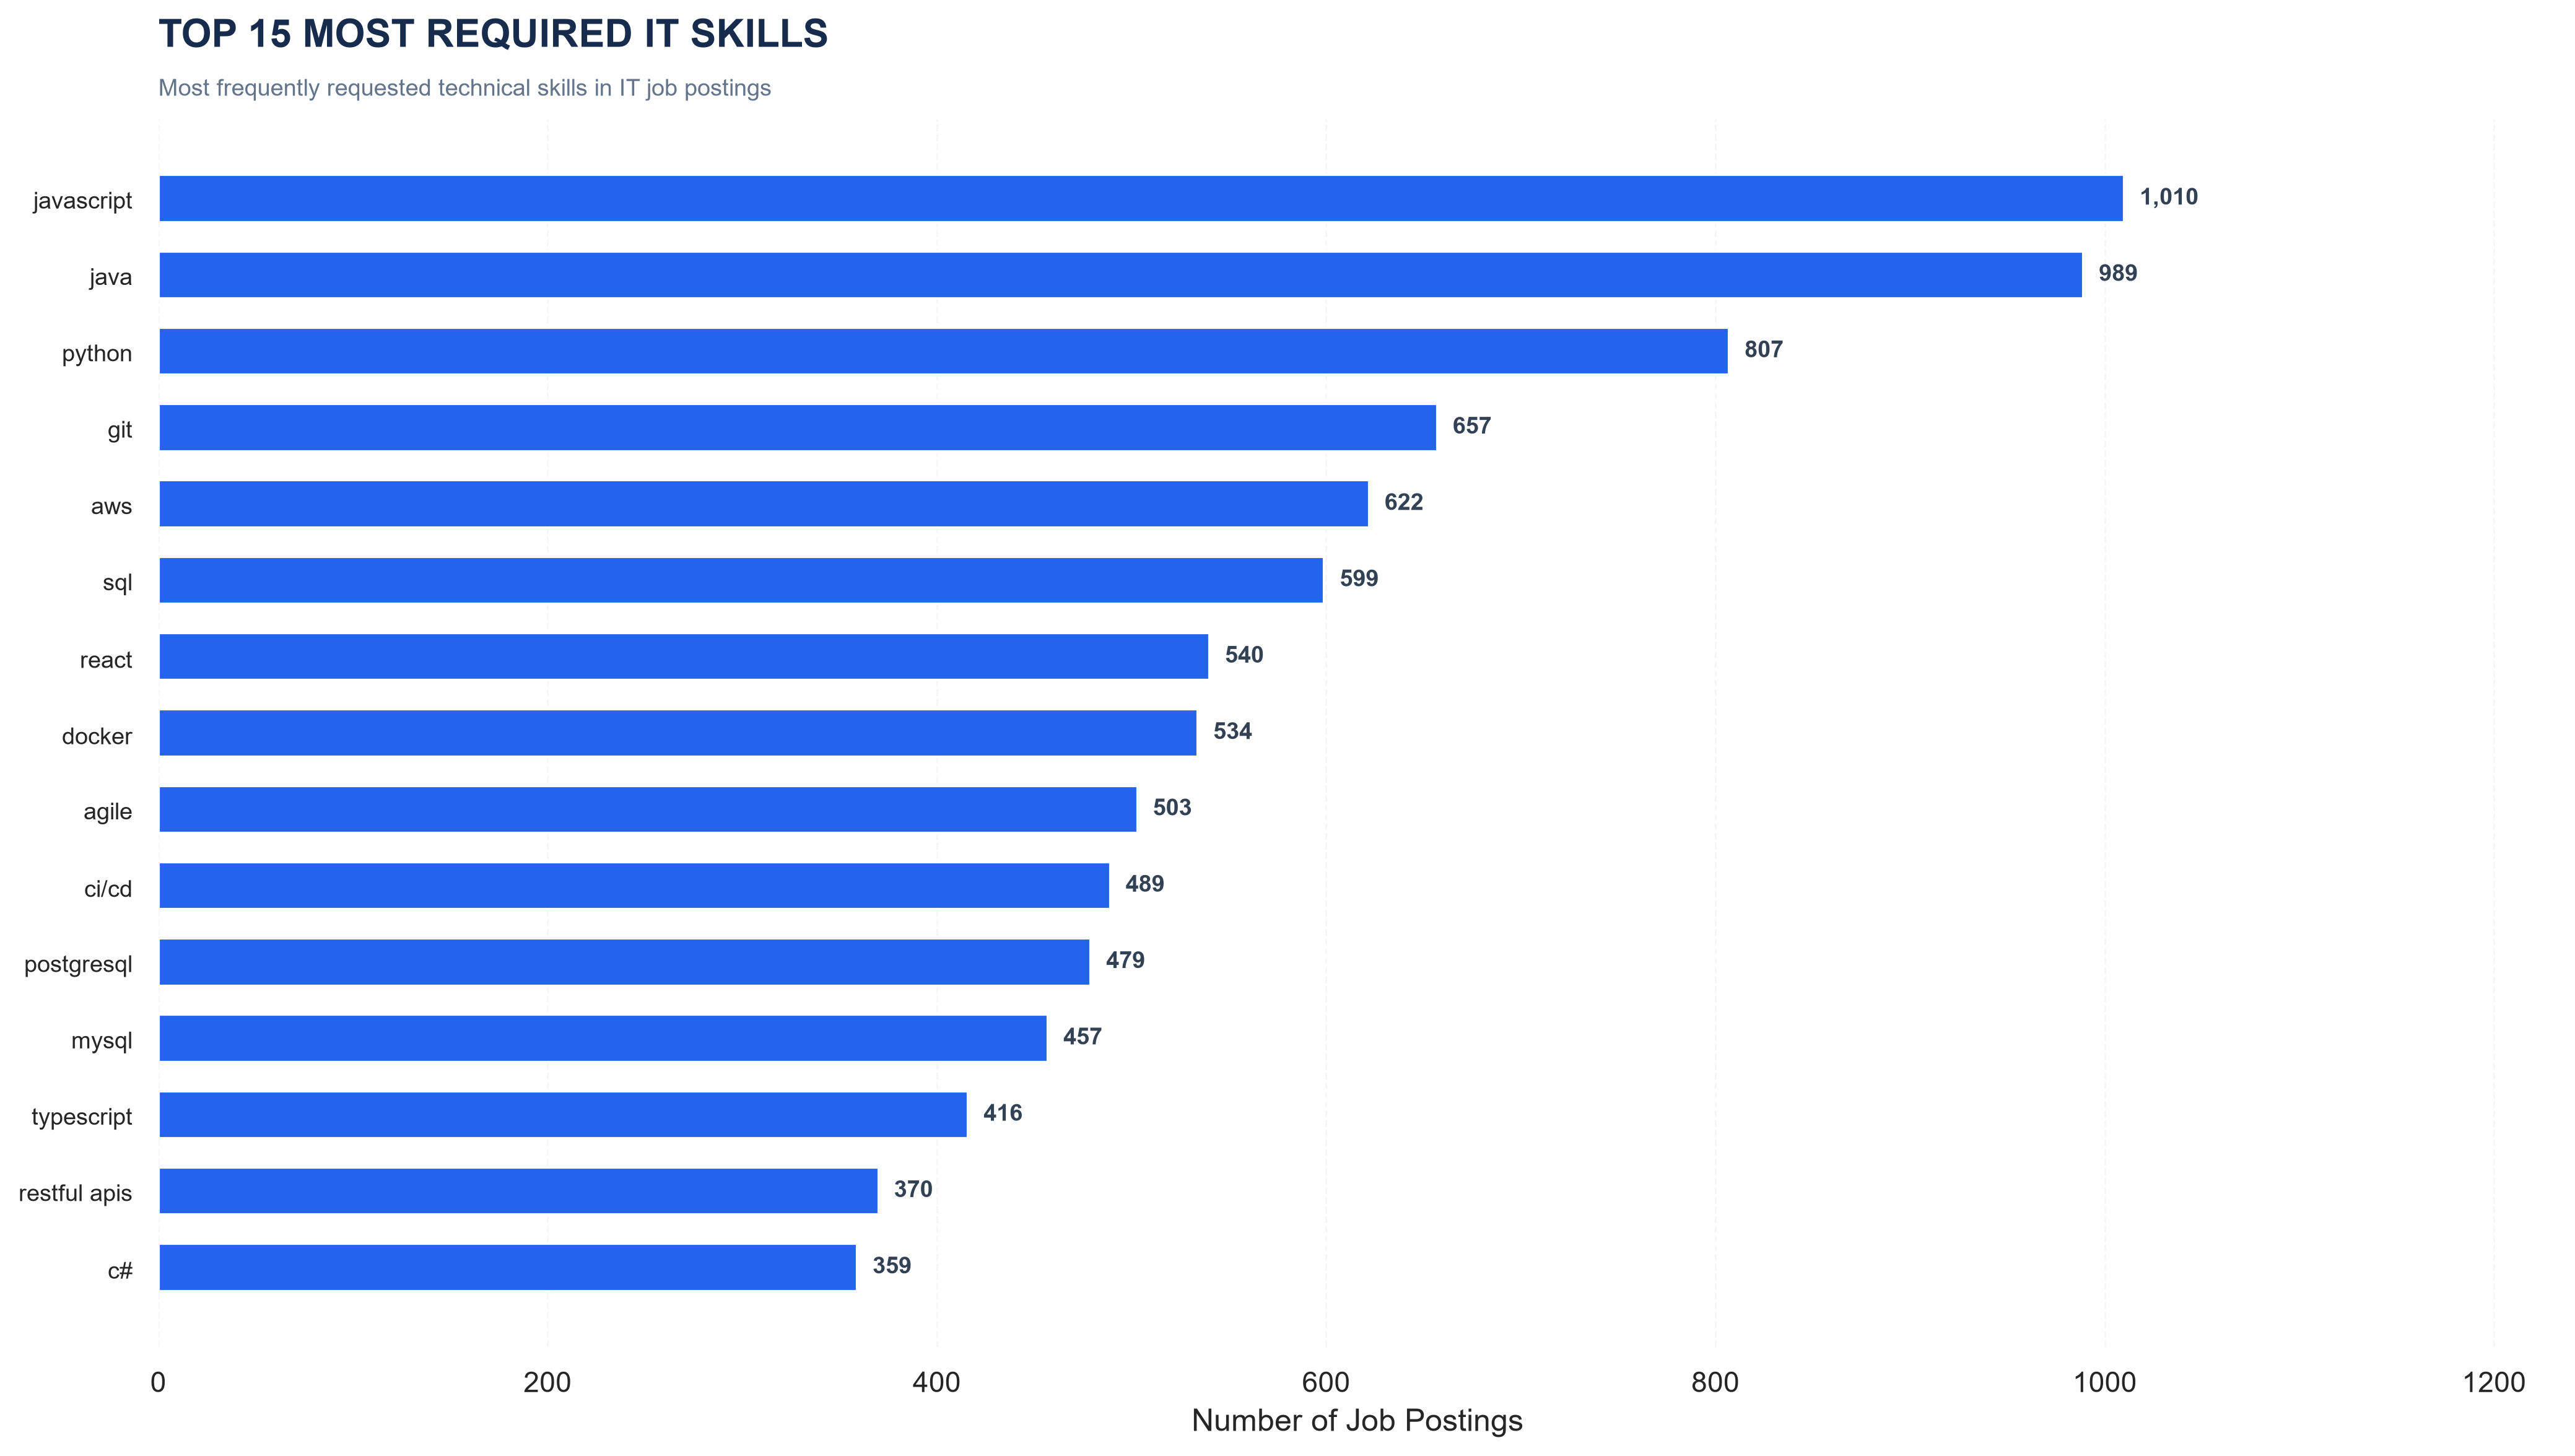 TOP 15 MOST REQUIRED IT SKILLS
Most frequently requested technical skills in IT job postings
javascript 1,010
java 989
python 807
git 657
aws 622
sql 599
react 540
docker 534
agile 503
ci/cd 489
postgresql 479
mysql 457
typescript 416
restful apis 370
c# 359
0 200 400 600 800 1000 1200
Number of Job Postings